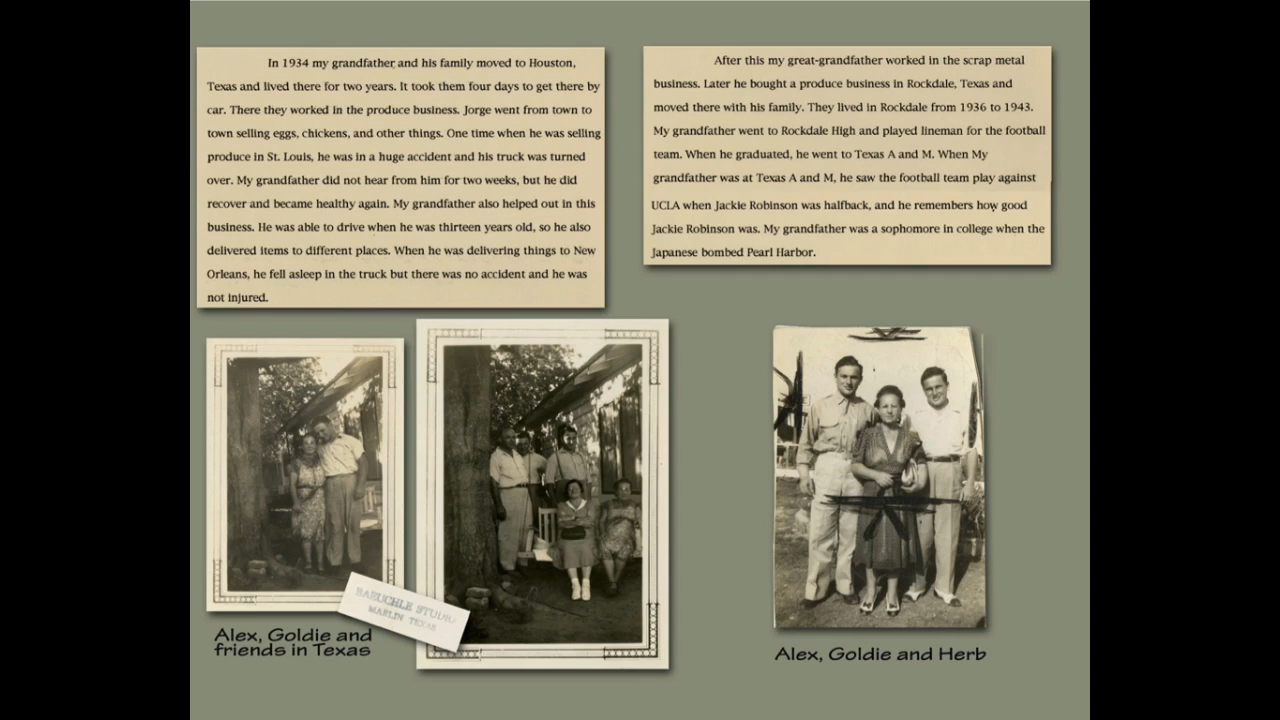 In 1934 my grandfather and his family moved to Houston,
Texas and lived there for two years. It took them four days to get there by
car. There they worked in the produce business. Jorge went from town to
town selling eggs, chickens, and other things. One time when he was selling
produce in St. Louis, he was in a huge accident and his truck was turned
over. My grandfather did not hear from him for two weeks, but he did
recover and became healthy again. My grandfather also helped out in this
business. He was able to drive when he was thirteen years old, so he also
delivered items to different places. When he was delivering things to New
Orleans, he fell asleep in the truck but there was no accident and he was
not injured.
After this my great-grandfather worked in the scrap metal
business. Later he bought a produce business in Rockdale, Texas and
moved there with his family. They lived in Rockdale from 1936 to 1943.
My grandfather went to Rockdale High and played lineman for the football
team. When he graduated, he went to Texas A and M. When My
grandfather was at Texas A and M, he saw the football team play against
UCLA when Jackie Robinson was halfback, and he remembers how good
Jackie Robinson was. My grandfather was a sophomore in college when the
Japanese bombed Pearl Harbor.
BAEUCHLE STUDIO
MARLIN TEXAS
Alex, Goldie and
friends in Texas
Alex, Goldie and Herb